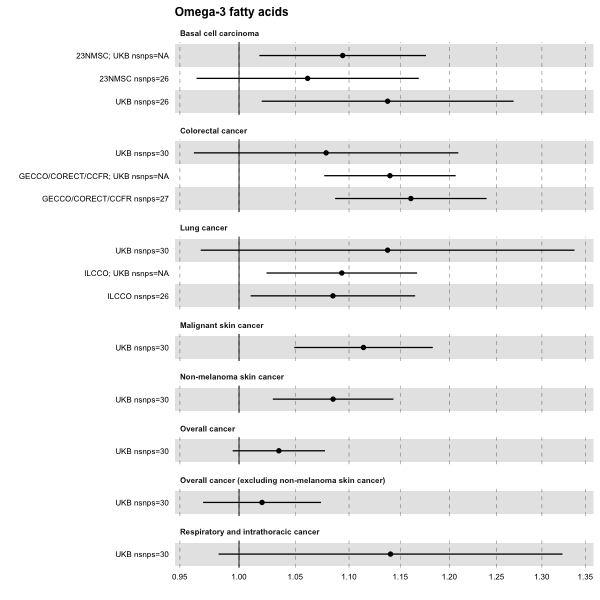 Omega-3 fatty acids
Basal cell carcinoma
23NMSC; UKB nsnps=NA
23NMSC nsnps=26
UKB nsnps=26
Colorectal cancer
UKB nsnps=30
GECCO/CORECT/CCFR; UKB nsnps=NA
GECCO/CORECT/CCFR nsnps=27
Lung cancer
UKB nsnps=30
ILCCO; UKB nsnps=NA
ILCCO nsnps=26
Malignant skin cancer
UKB nsnps=30
Non-melanoma skin cancer
UKB nsnps=30
Overall cancer
UKB nsnps=30
Overall cancer (excluding non-melanoma skin cancer)
UKB nsnps=30
Respiratory and intrathoracic cancer
UKB nsnps=30
0.95 1.00 1.05 1.10 1.15 1.20 1.25 1.30 1.35